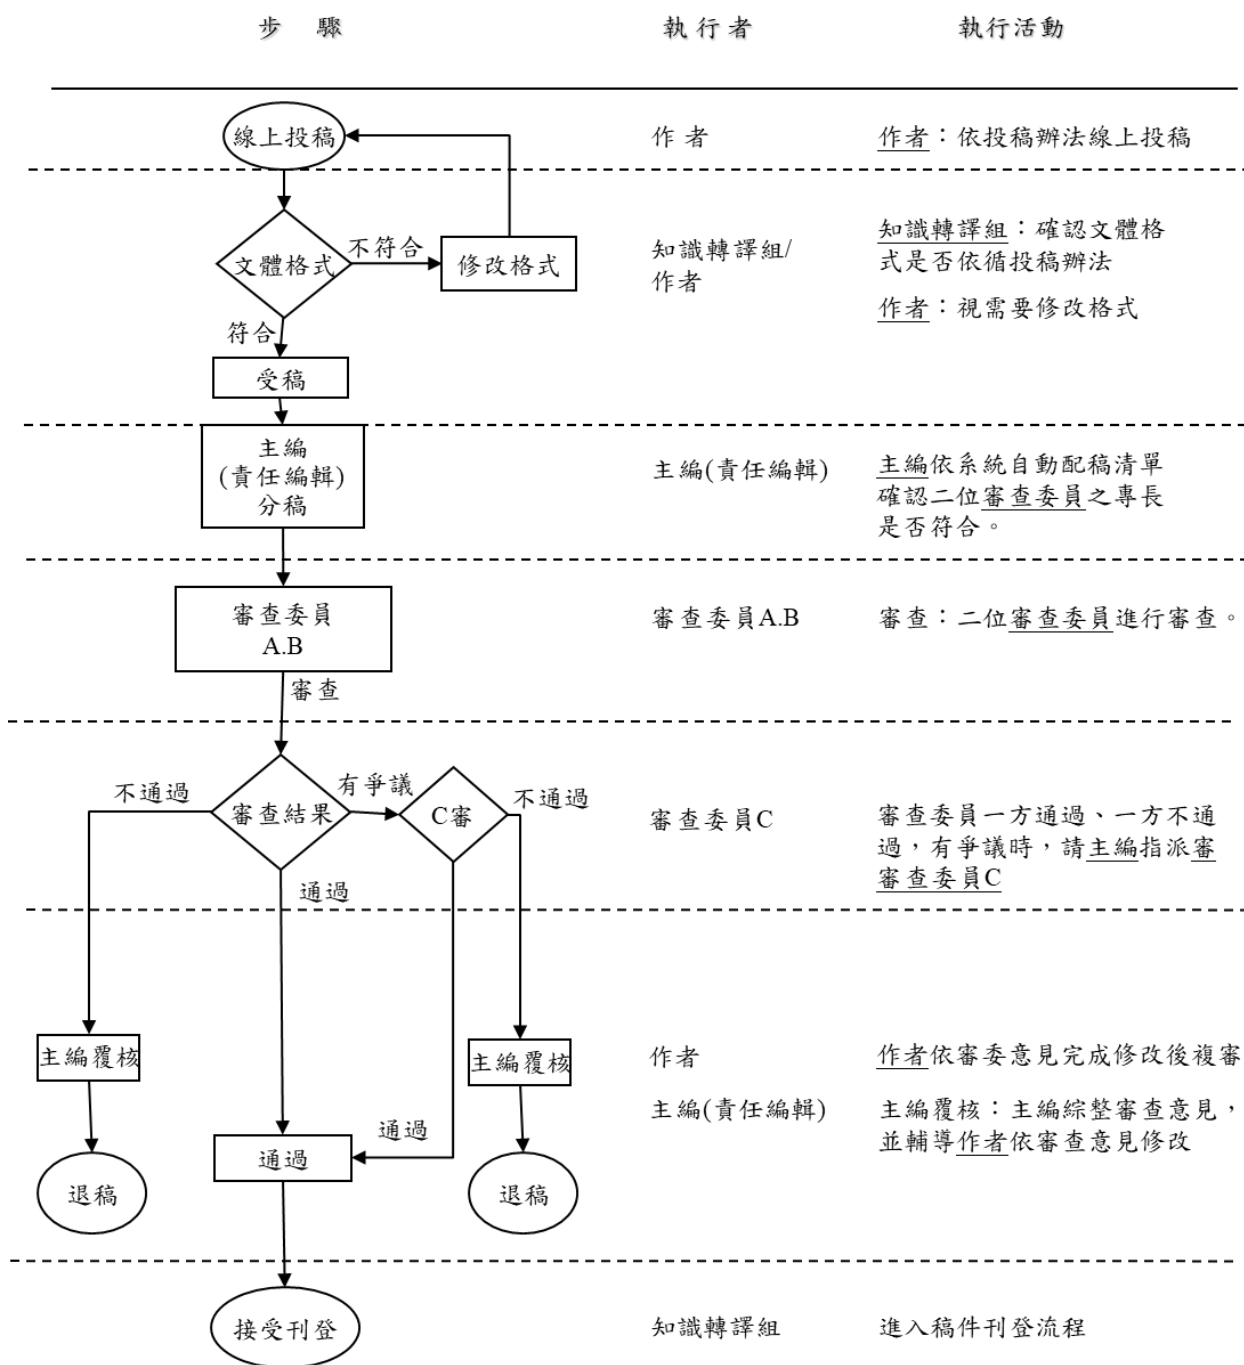 步 驟 執行者 執行活動
線上投稿 作者 作者：依投稿辦法線上投稿
文體格式
不符合
修改格式
知識轉譯組/
作者
知識轉譯組：確認文體格
式是否依循投稿辦法
作者：視需要修改格式
符合
受稿
主編
(責任編輯)
分稿
主編(責任編輯)
主編依系統自動配稿清單
確認二位審查委員之專長
是否符合。
審查委員
A.B
審查委員A.B
審查：二位審查委員進行審查。
審查
不通過
審查結果
有爭議
C審
不通過
通過
審查委員C
審查委員一方通過、一方不通
過，有爭議時，請主編指派審
審查委員C
主編覆核
主編覆核
作者
作者依審委意見完成修改後複審
主編(責任編輯)
主編覆核：主編綜整審查意見，
並輔導作者依審查意見修改
通過
通過
退稿
退稿
接受刊登
知識轉譯組
進入稿件刊登流程